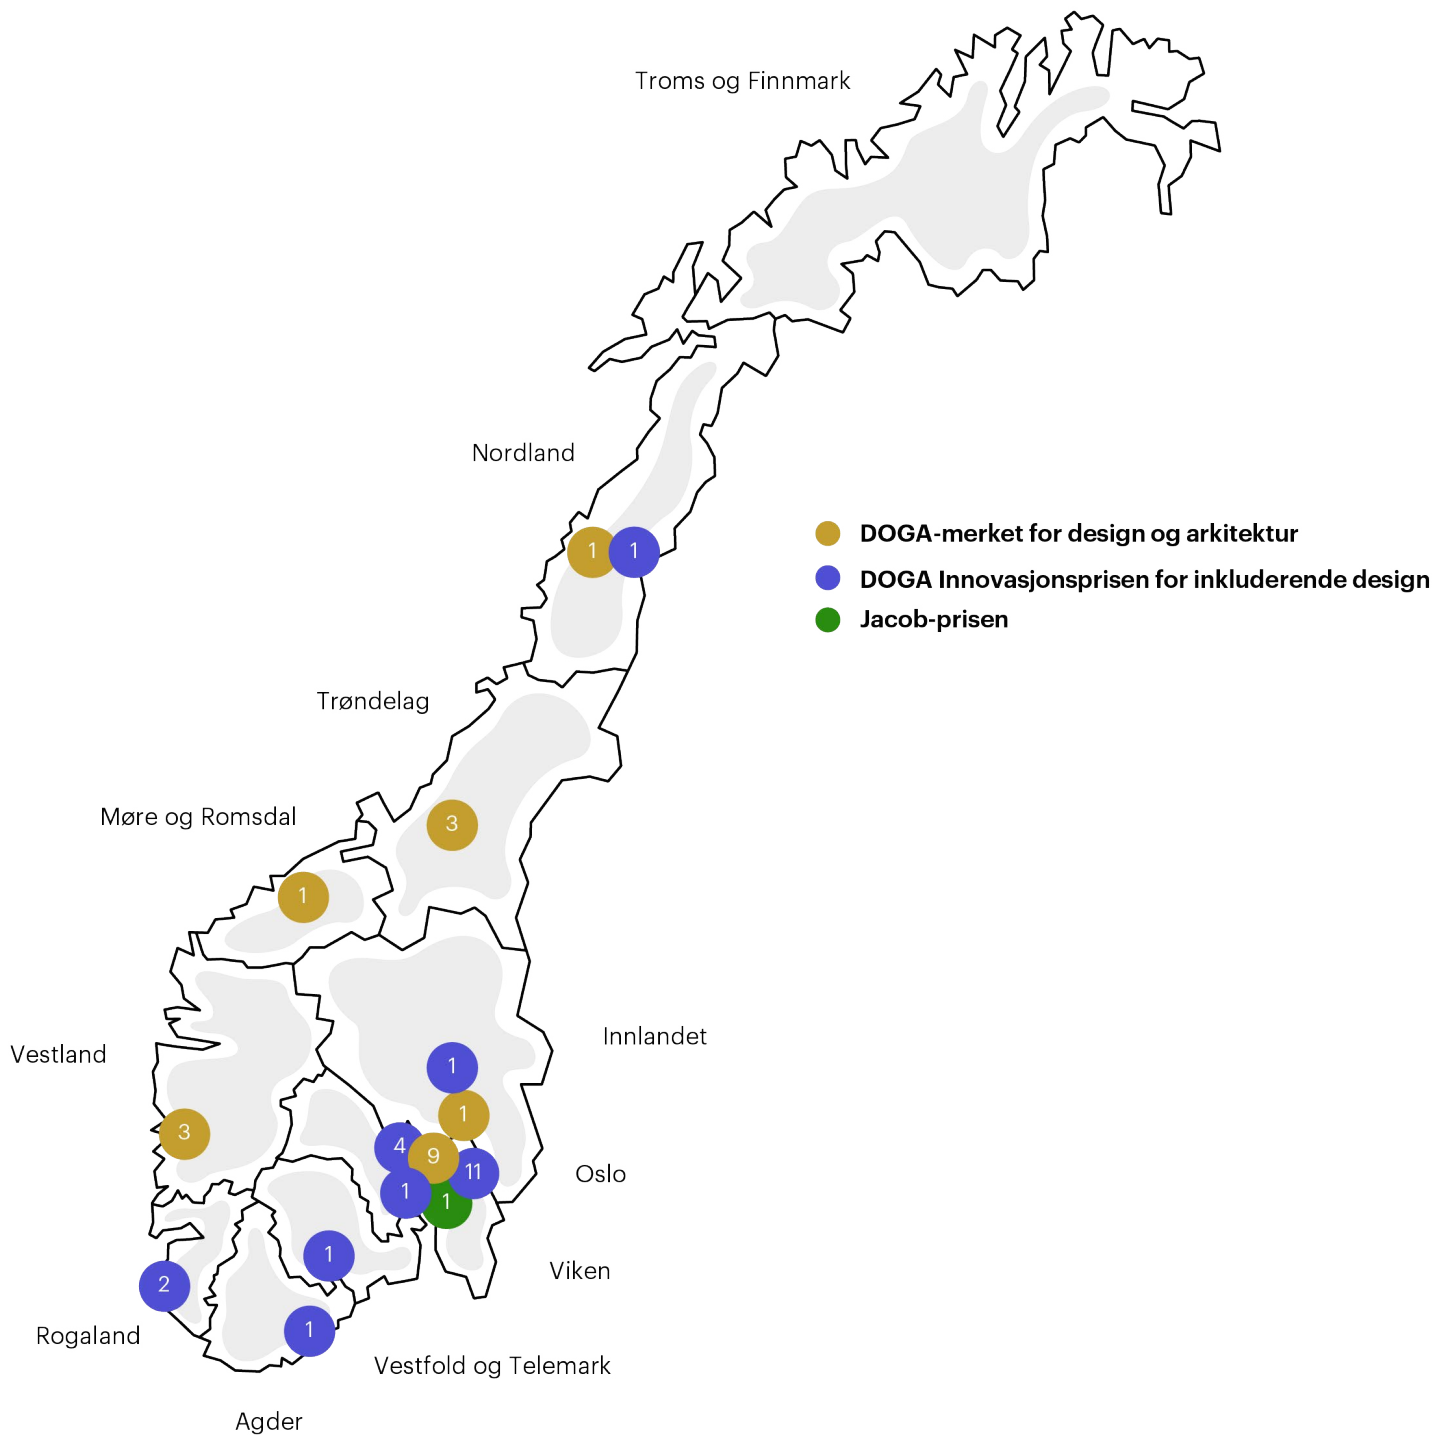 Troms og Finnmark
Nordland
1
1
DOGA-merket for design og arkitektur
DOGA Innovasjonsprisen for inkluderende design
Jacob-prisen
Trøndelag
Møre og Romsdal
3
1
Innlandet
Vestland
1
1
3
4
9
11
Oslo
1
1
1
Viken
2
Rogaland
1
Vestfold og Telemark
Agder